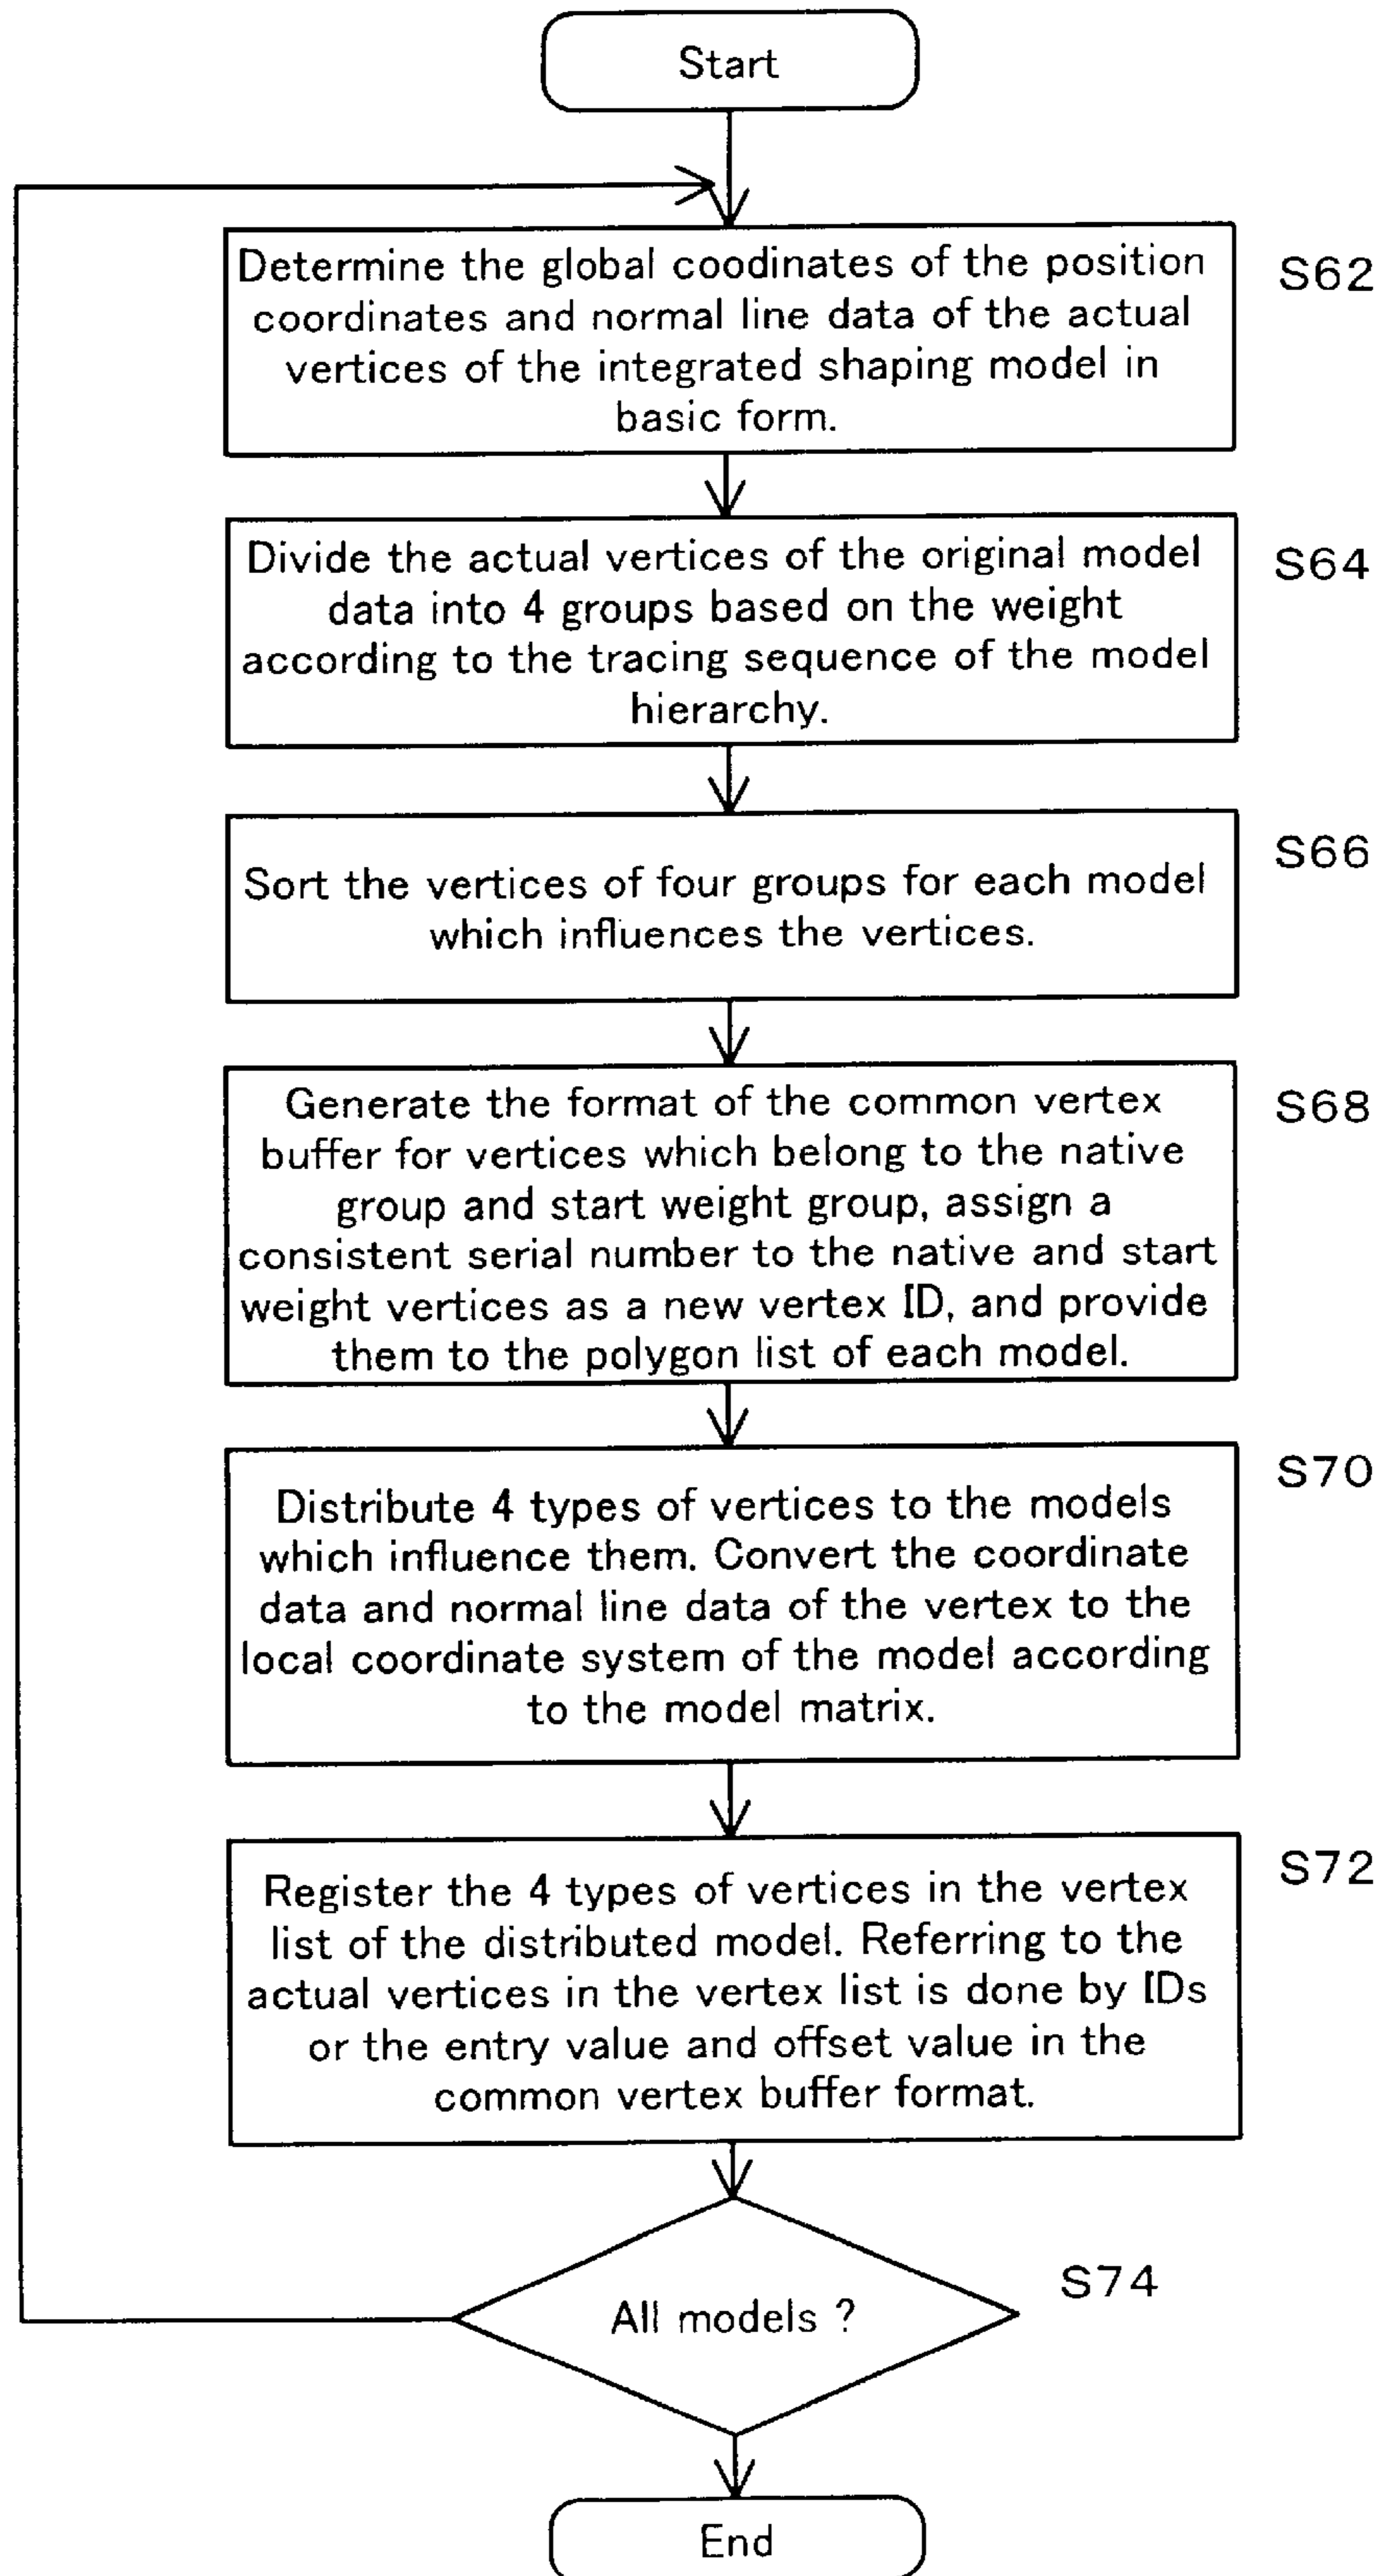 Start
Determine the global coodinates of the position
coordinates and normal line data of the actual
vertices of the integrated shaping model in
basic form.
S62
Divide the actual vertices of the original model
data into 4 groups based on the weight
according to the tracing sequence of the model
hierarchy.
S64
Sort the vertices of four groups for each model
which influences the vertices.
S66
Generate the format of the common vertex
buffer for vertices which belong to the native
group and start weight group, assign a
consistent serial number to the native and start
weight vertices as a new vertex ID, and provide
them to the polygon list of each model.
S68
Distribute 4 types of vertices to the models
which influence them. Convert the coordinate
data and normal line data of the vertex to the
local coordinate system of the model according
to the model matrix.
S70
Register the 4 types of vertices in the vertex
list of the distributed model. Referring to the
actual vertices in the vertex list is done by IDs
or the entry value and offset value in the
common vertex buffer format.
S72
All models ?
S74
End